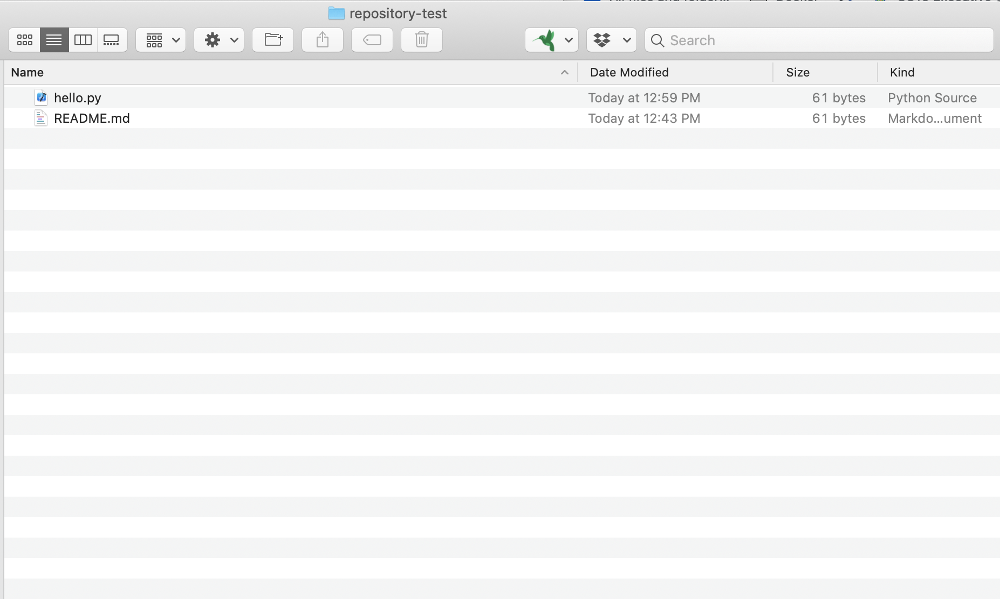 repository-test
Search
Name Date Modified Size Kind
hello.py Today at 12:59 PM 61 bytes Python Source
README.md Today at 12:43 PM 61 bytes Markdo...ument